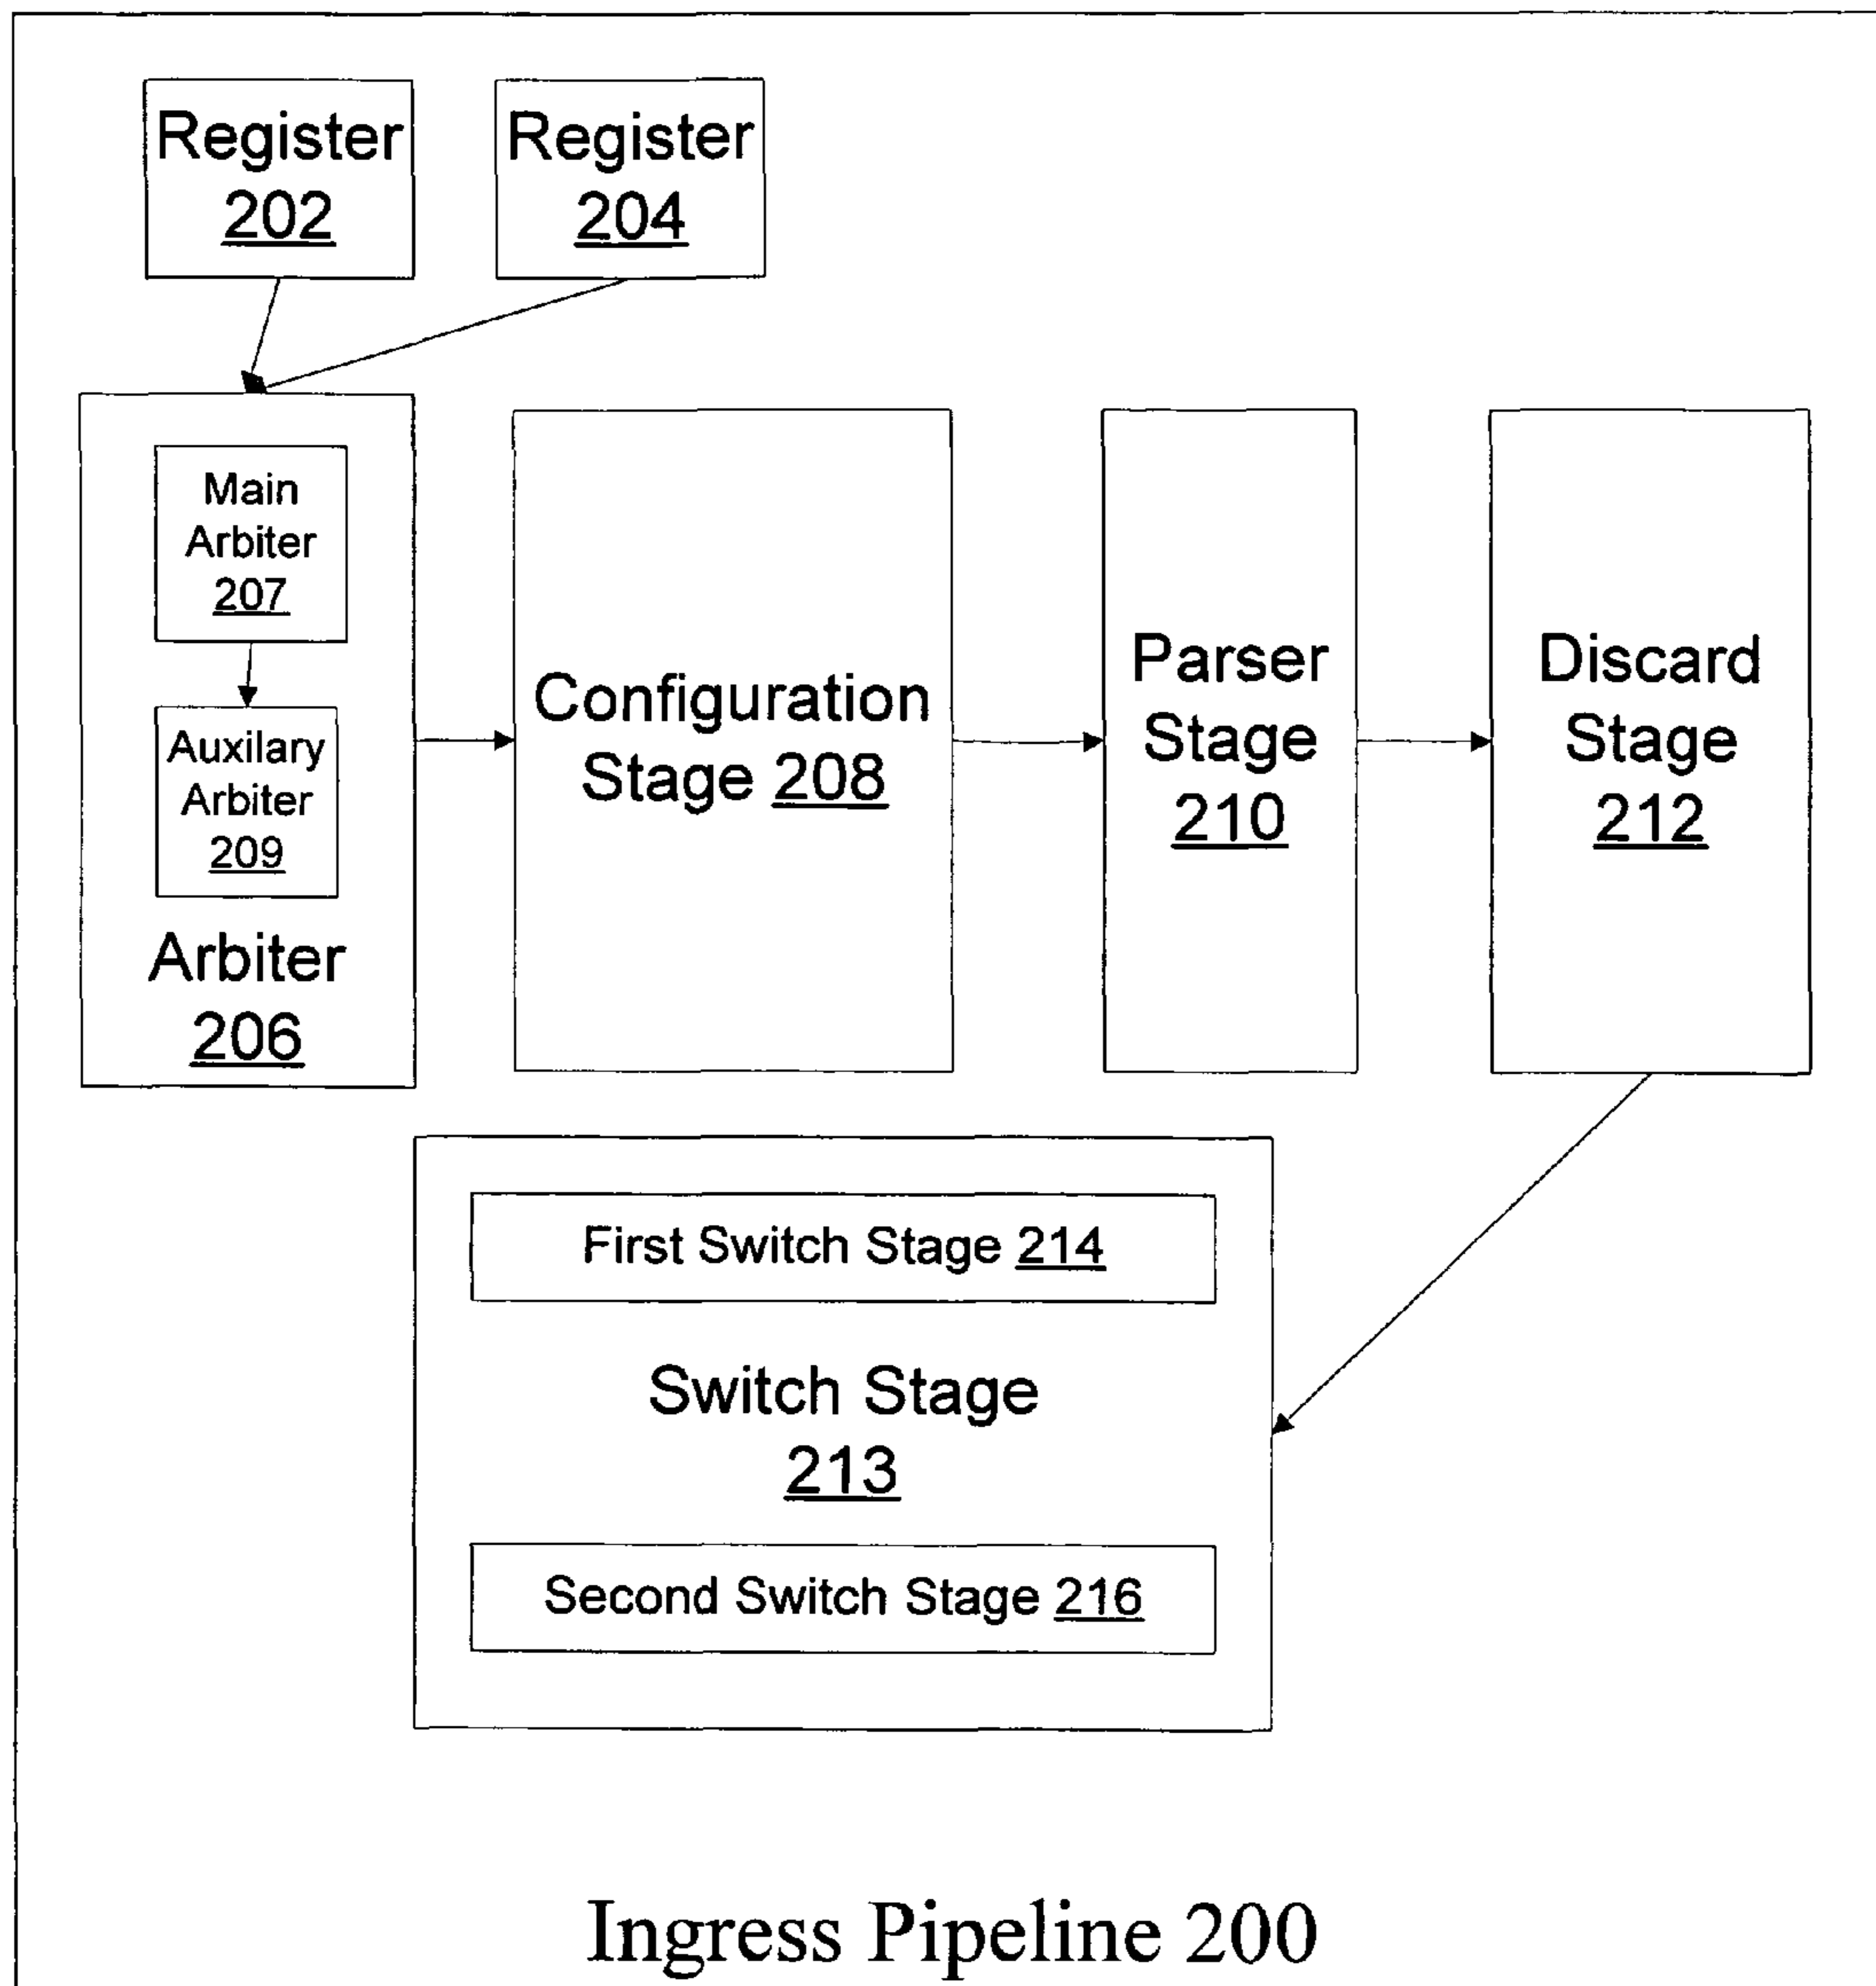 Register
202
Register
204
Main
Arbiter
207
Auxilary
Arbiter
209
Arbiter
206
Configuration
Stage 208
Parser
Stage
210
Discard
Stage
212
First Switch Stage 214
Switch Stage
213
Second Switch Stage 216
Ingress Pipeline 200